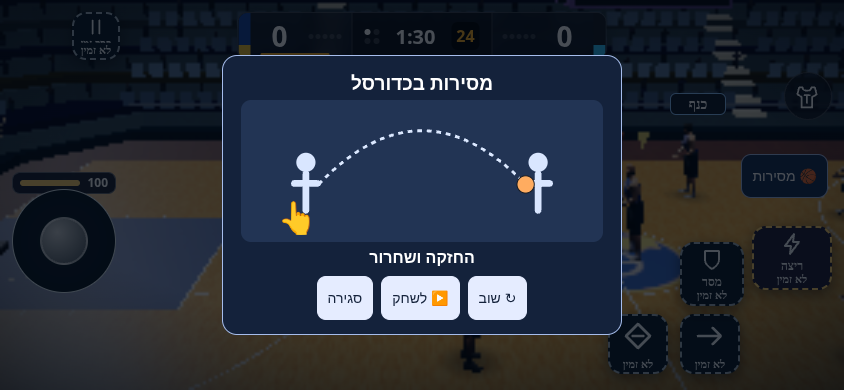 לא זמין
0
1:30
24
0
כנף
100
🏀 מסירות
מסירות בכדורסל
החזקה ושחרור
↻ שוב
▶️ לשחק
סגירה
ריצה
לא זמין
מסר
לא זמין
לא זמין
לא זמין